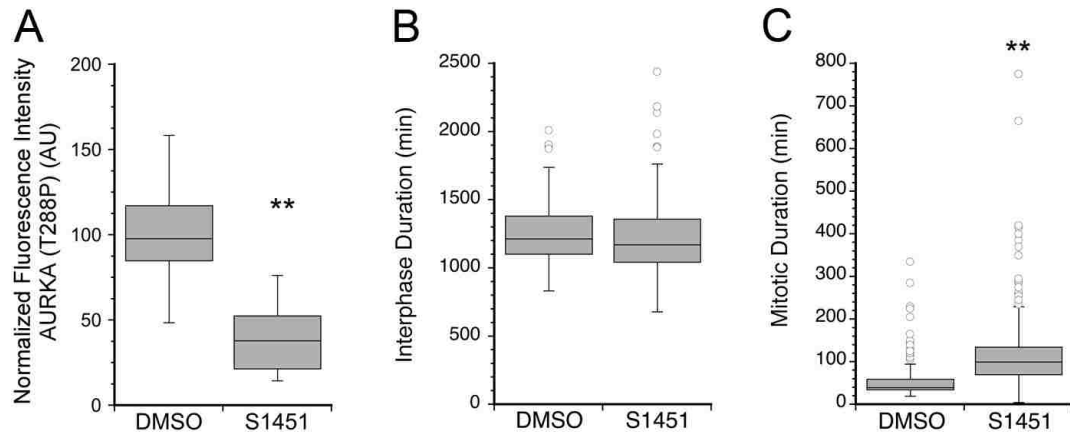 A
Normalized Fluorescence Intensity
AURKA (T288P) (AU)
200
150
100
50
0
**
DMSO
S1451
B
Interphase Duration (min)
2500
2000
1500
1000
500
0
DMSO
S1451
C
Mitotic Duration (min)
800
700
600
500
400
300
200
100
0
**
DMSO
S1451